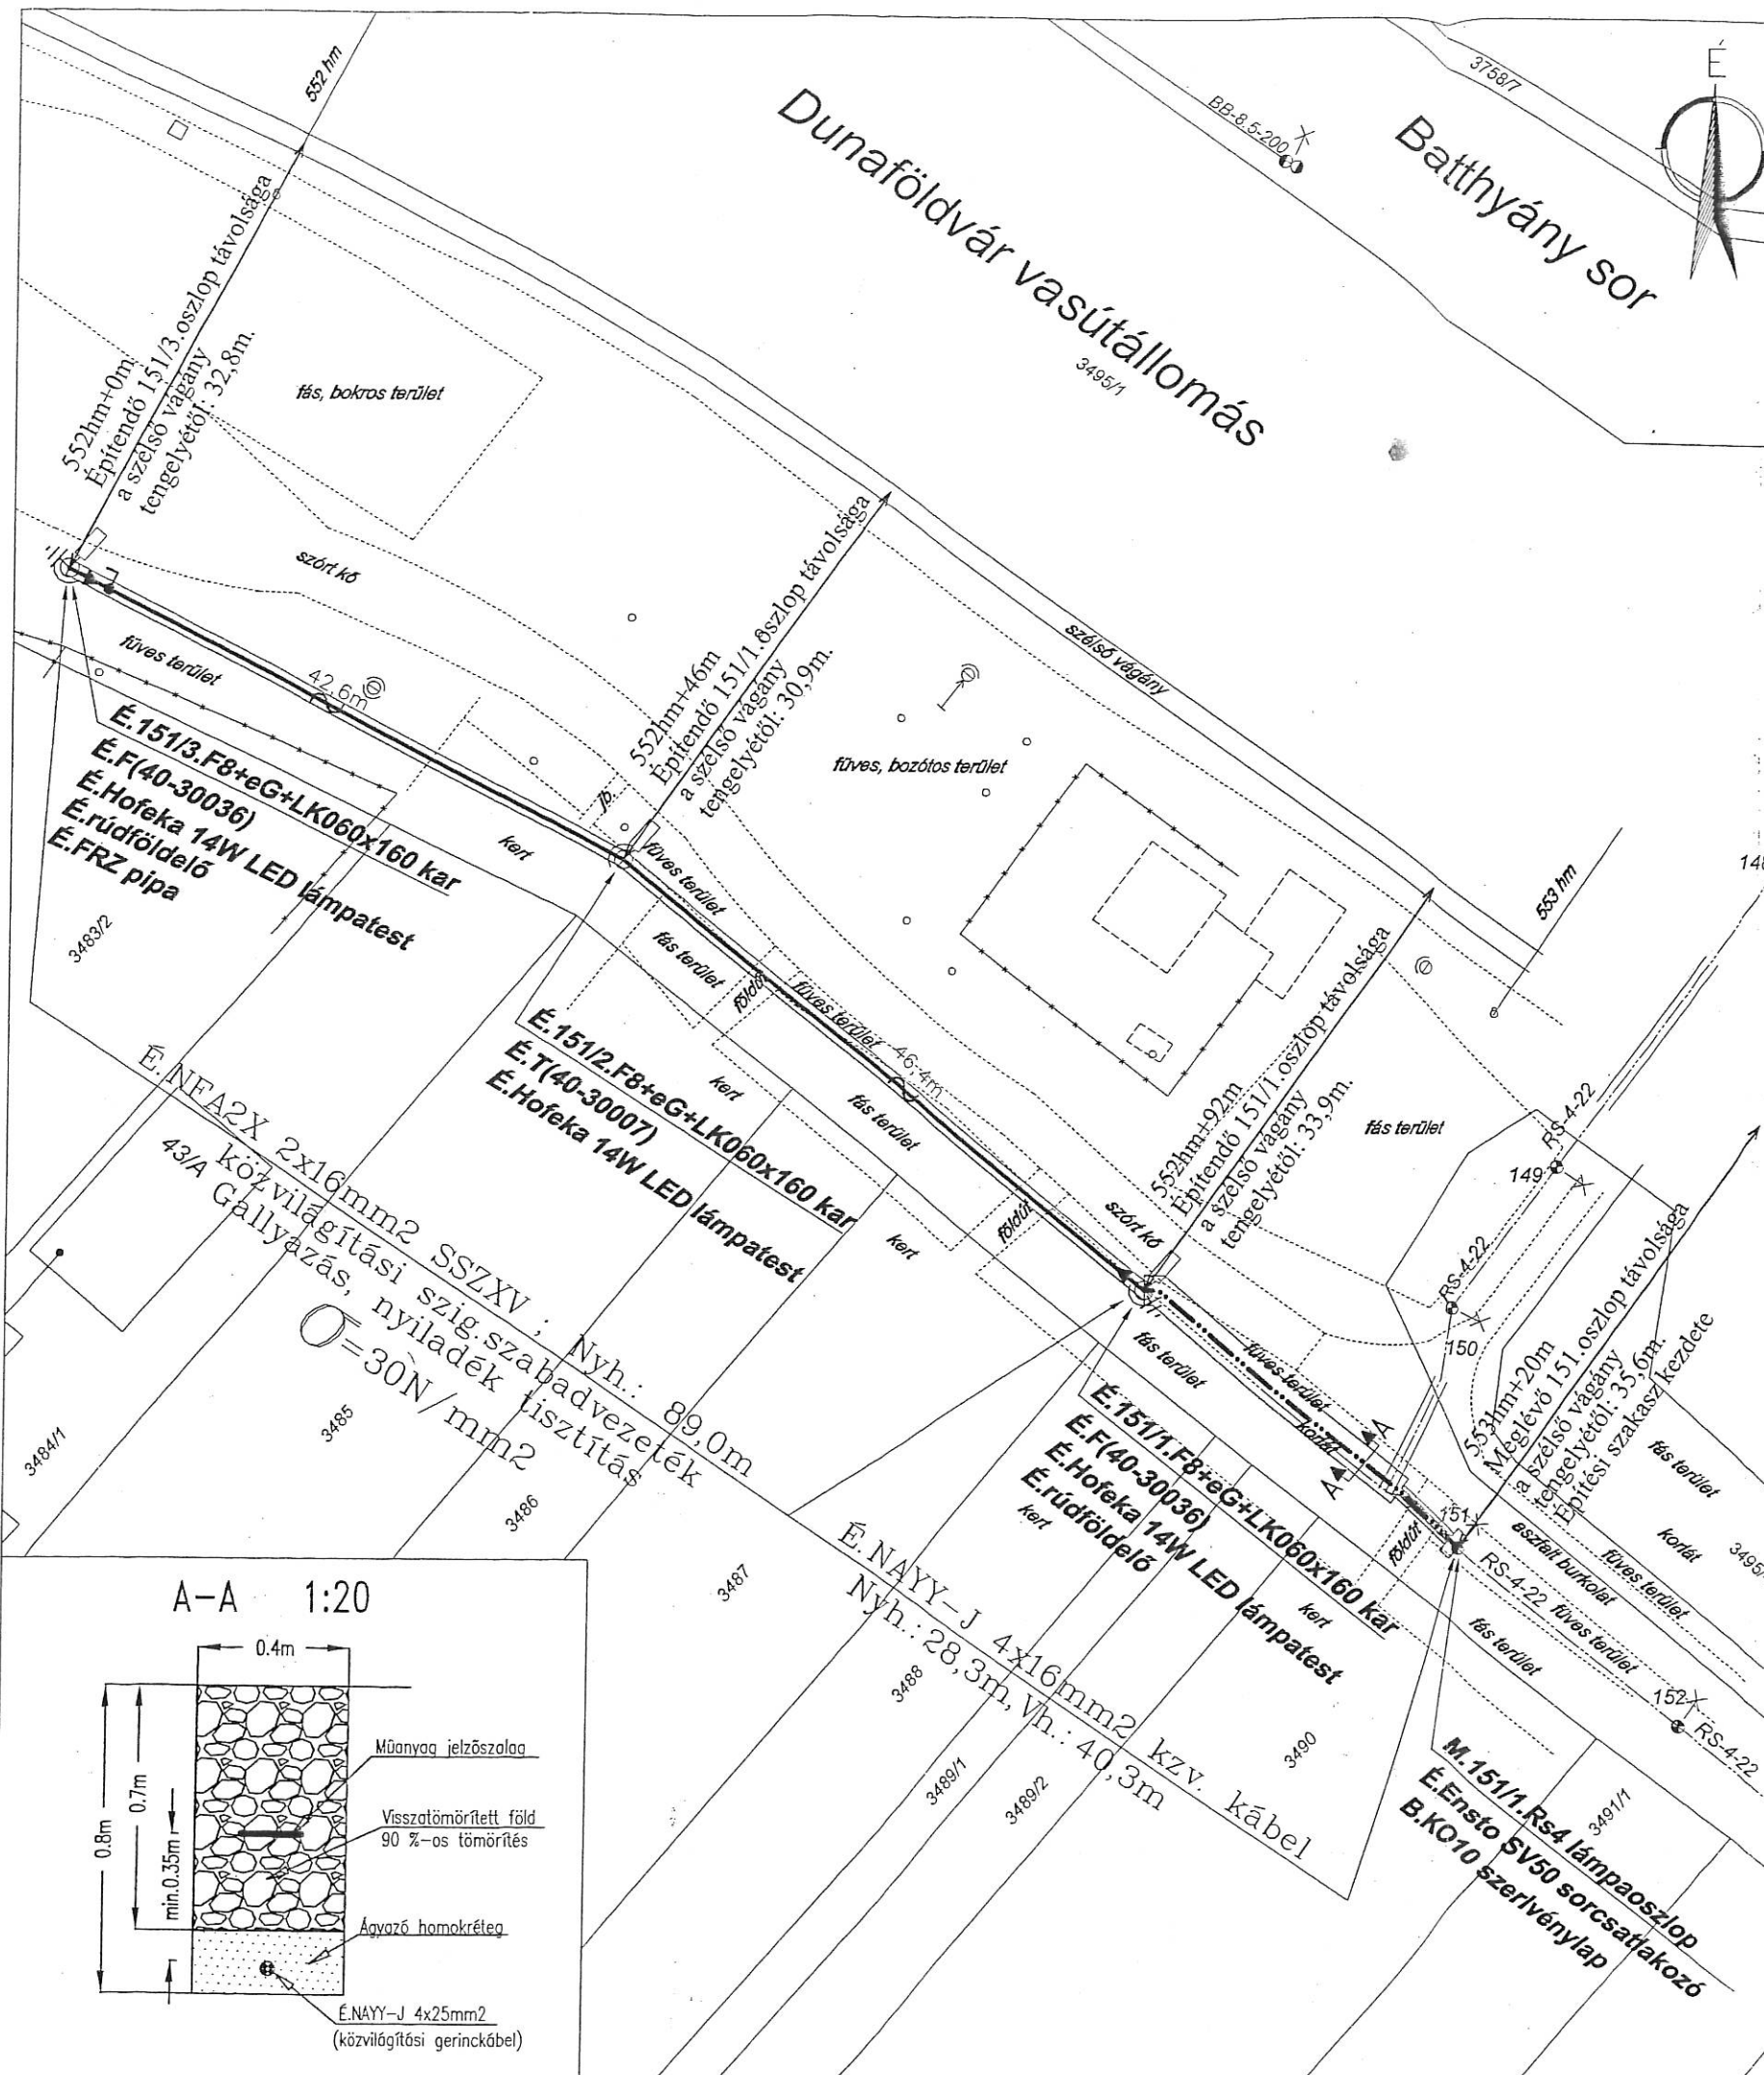 552 hm
Dunaföldvár vasútállomás
3495/1
BB-8.5-200
3758/7
Batthyány sor
É
552hm+0m
Építendő 151/3.oszlop távolsága
a szélső vágány
tengelyétől: 32,8m.
fás, bokros terület
szórt kő
füves terület
42,6m
552hm+46m
Építendő 151/1.oszlop távolsága
a szélső vágány
tengelyétől: 30,9m.
szélső vágány
füves, bozótos terület
jb.
kert
É.151/3.F8+eG+LK060x160 kar
É.F(40-30036)
É.Hofeka 14W LED lámpatest
É.rúdföldelő
É.FRZ pipa
3483/2
füves terület
fás terület
földút
füves terület
46,4m
fás terület
553 hm
É.151/2.F8+eG+LK060x160 kar
É.T(40-30007)
É.Hofeka 14W LED lámpatest
kert
kert
földút
szórt kő
552hm+92m
Építendő 151/1.oszlop távolsága
a szélső vágány
tengelyétől: 33,9m.
fás terület
149
RS-4-22
RS-4-22
150
É.NFA2X 2x16mm2 SSZXV ; Nyh.: 89,0m
közvilágítási szig.szabadvezeték
43/A Gallyazás, nyiladék tisztítás
=30N/mm2
3484/1
3485
3486
3487
3488
3489/1
3489/2
3490
3491/1
fás terület
füves terület
korlát
A
A
553hm+20m
Meglévő 151.oszlop távolsága
a szélső vágány
tengelyétől: 35,6m.
Építési szakasz kezdete
151
földút
É.151/1.F8+eG+LK060x160 kar
É.F(40-30036)
É.Hofeka 14W LED lámpatest
É.rúdföldelő
kert
kert
É.NAYY-J 4x16mm2 kzv. kábel
Nyh.:28,3m, Vh.: 40,3m
fás terület
korlát
füves terület
aszfalt burkolat
RS-4-22
füves terület
fás terület
152
RS-4-22
M.151/1.Rs4 lámpaoszlop
É.Ensto SV50 sorcsatlakozó
B.KO10 szerlvénylap
A-A 1:20
0.4m
0.8m
0.7m
min.0.35m
Műanyag jelzőszalag
Visszatömörített föld
90 %-os tömörítés
Ágyazó homokréteg
É.NAYY-J 4x25mm2
(közvilágítási gerinckábel)